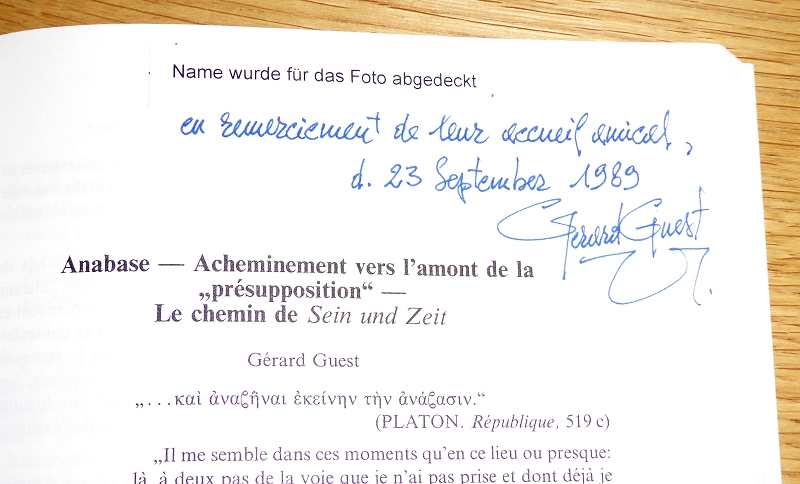 Name wurde für das Foto abgedeckt
en remerciement de leur accueil amical,
d. 23 September 1989
Gérard Guest
Anabase — Acheminement vers l'amont de la
„présupposition“ —
Le chemin de Sein und Zeit
Gérard Guest
„. . . καὶ ἀναϐῆναι ἐκείνην τὴν ἀνάϐασιν.“
(PLATON. République, 519 c)
„Il me semble dans ces moments qu'en ce lieu ou presque:
là, à deux pas de la voie que je n'ai pas prise et dont déjà je